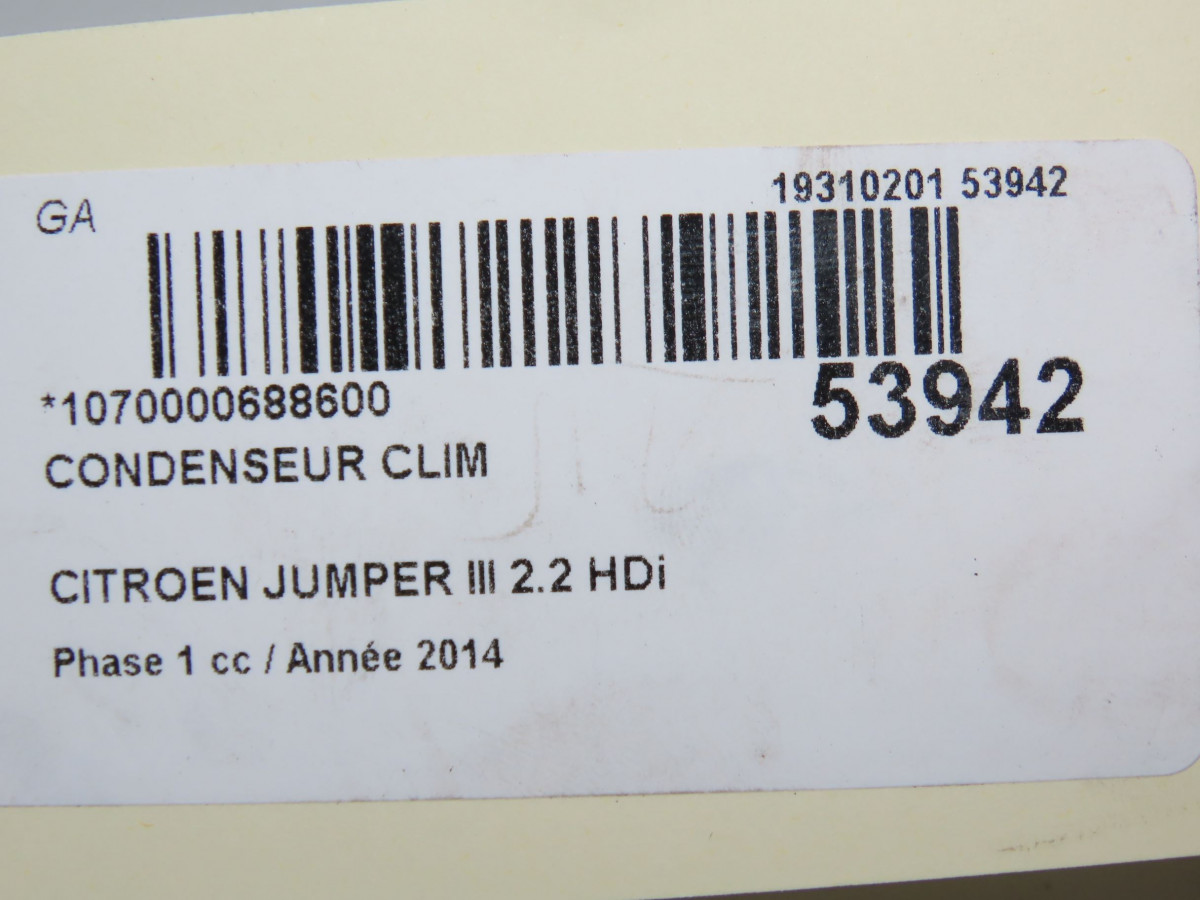 GA
19310201 53942
*1070000688600
53942
CONDENSEUR CLIM
CITROEN JUMPER III 2.2 HDi
Phase 1 cc / Année 2014